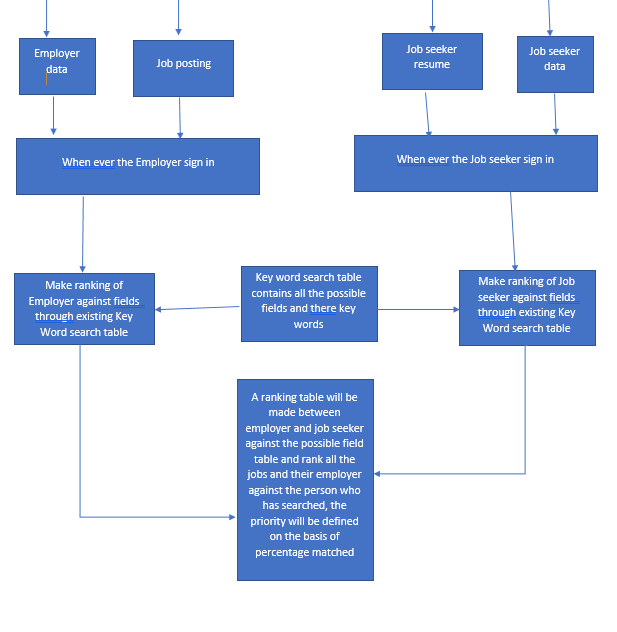 Employer
data
Job posting
Job seeker
resume
Job seeker
data
When ever the Employer sign in
When ever the Job seeker sign in
Make ranking of
Employer against fields
through existing Key
Word search table
Key word search table
contains all the possible
fields and there key
words
Make ranking of Job
seeker against fields
through existing Key
Word search table
A ranking table will be
made between
employer and job seeker
against the possible field
table and rank all the
jobs and their employer
against the person who
has searched, the
priority will be defined
on the basis of
percentage matched